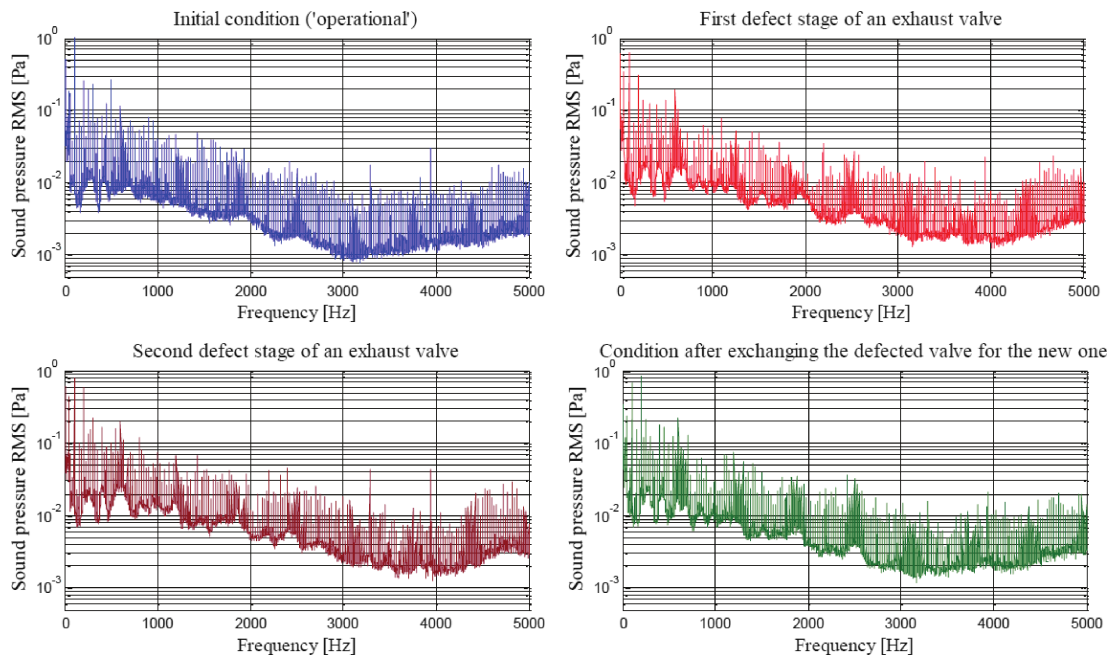 Initial condition ('operational')
Sound pressure RMS [Pa]
10^0
10^-1
10^-2
10^-3
0 1000 2000 3000 4000 5000
Frequency [Hz]
First defect stage of an exhaust valve
Sound pressure RMS [Pa]
10^0
10^-1
10^-2
10^-3
0 1000 2000 3000 4000 5000
Frequency [Hz]
Second defect stage of an exhaust valve
Sound pressure RMS [Pa]
10^0
10^-1
10^-2
10^-3
0 1000 2000 3000 4000 5000
Frequency [Hz]
Condition after exchanging the defected valve for the new one
Sound pressure RMS [Pa]
10^0
10^-1
10^-2
10^-3
0 1000 2000 3000 4000 5000
Frequency [Hz]